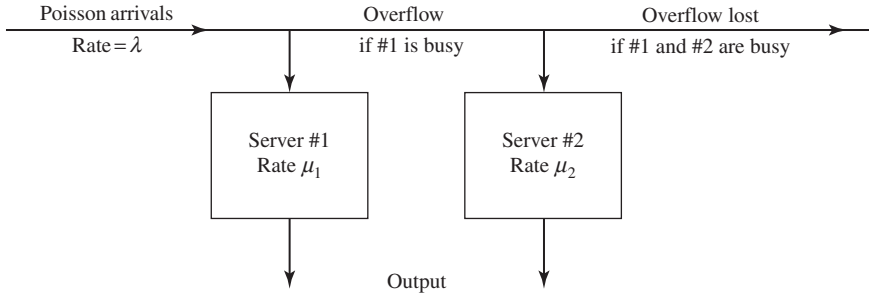 Poisson arrivals
Rate = λ
Overflow
if #1 is busy
Overflow lost
if #1 and #2 are busy
Server #1
Rate μ₁
Server #2
Rate μ₂
Output